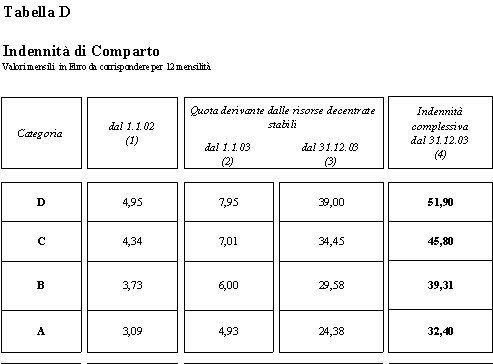 Tabella D
Indennità di Comparto
Valori mensili in Euro da corrispondere per 12 mensilità
Categoria
dal 1.1.02
(1)
Quota derivante dalle risorse decentrate
stabili
dal 1.1.03
(2)
dal 31.12.03
(3)
Indennità
complessiva
dal 31.12.03
(4)
D 4,95 7,95 39,00 51,90
C 4,34 7,01 34,45 45,80
B 3,73 6,00 29,58 39,31
A 3,09 4,93 24,38 32,40